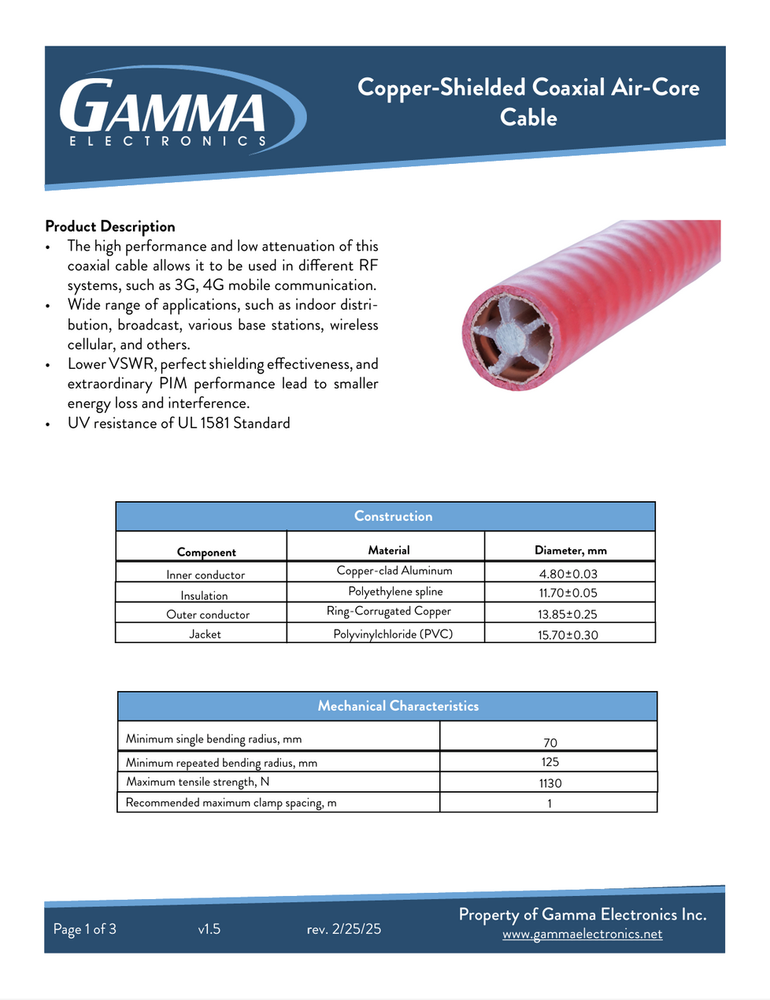 GAMMA
ELECTRONICS
Copper-Shielded Coaxial Air-Core
Cable
Product Description
• The high performance and low attenuation of this
coaxial cable allows it to be used in different RF
systems, such as 3G, 4G mobile communication.
• Wide range of applications, such as indoor distri-
bution, broadcast, various base stations, wireless
cellular, and others.
• Lower VSWR, perfect shielding effectiveness, and
extraordinary PIM performance lead to smaller
energy loss and interference.
• UV resistance of UL 1581 Standard
Construction
Component Material Diameter, mm
Inner conductor Copper-clad Aluminum 4.80±0.03
Insulation Polyethylene spline 11.70±0.05
Outer conductor Ring-Corrugated Copper 13.85±0.25
Jacket Polyvinylchloride (PVC) 15.70±0.30
Mechanical Characteristics
Minimum single bending radius, mm 70
Minimum repeated bending radius, mm 125
Maximum tensile strength, N 1130
Recommended maximum clamp spacing, m 1
Page 1 of 3 v1.5 rev. 2/25/25
Property of Gamma Electronics Inc.
www.gammaelectronics.net